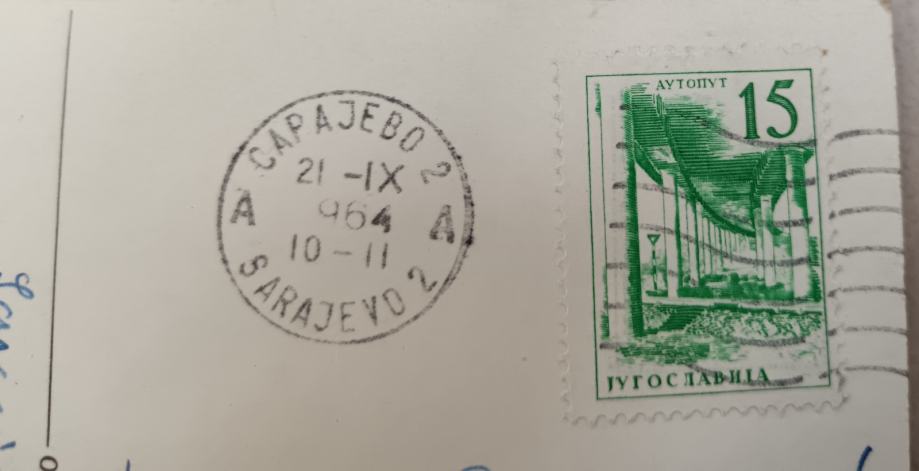 САРАЈЕВО 2
21 -IX
964
10-11
A A
SARAJEVO 2
АУТОПУТ
15
ЈУГОСЛАВИЈА